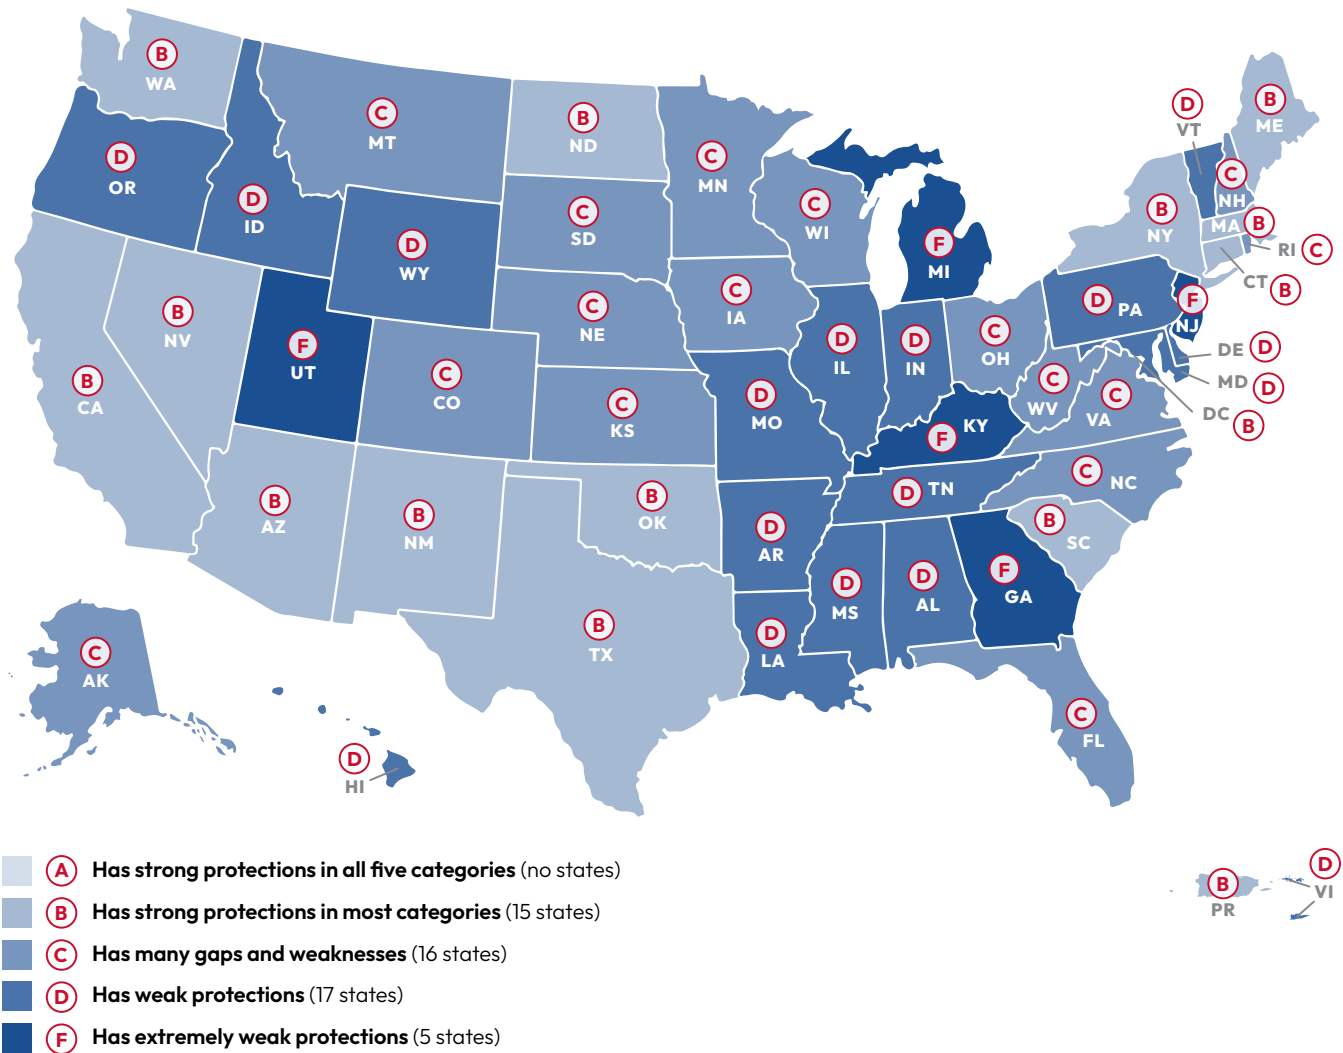 B
WA
D
OR
D
ID
C
MT
B
ND
C
MN
C
SD
D
WY
C
WI
F
MI
D
VT
B
ME
C
NH
B
NY
MA B
RI C
CT B
B
NV
B
CA
F
UT
C
CO
C
NE
C
IA
C
KS
D
MO
D
IL
D
IN
C
OH
D PA
F
NJ
DE D
MD D
DC B
C
WV
C
VA
F KY
D TN
C NC
B
SC
B
AZ
B
NM
B
OK
D
AR
B
TX
D
LA
D
MS
D
AL
F
GA
C
FL
C
AK
D
HI
B
PR
D
VI
A Has strong protections in all five categories (no states)
B Has strong protections in most categories (15 states)
C Has many gaps and weaknesses (16 states)
D Has weak protections (17 states)
F Has extremely weak protections (5 states)